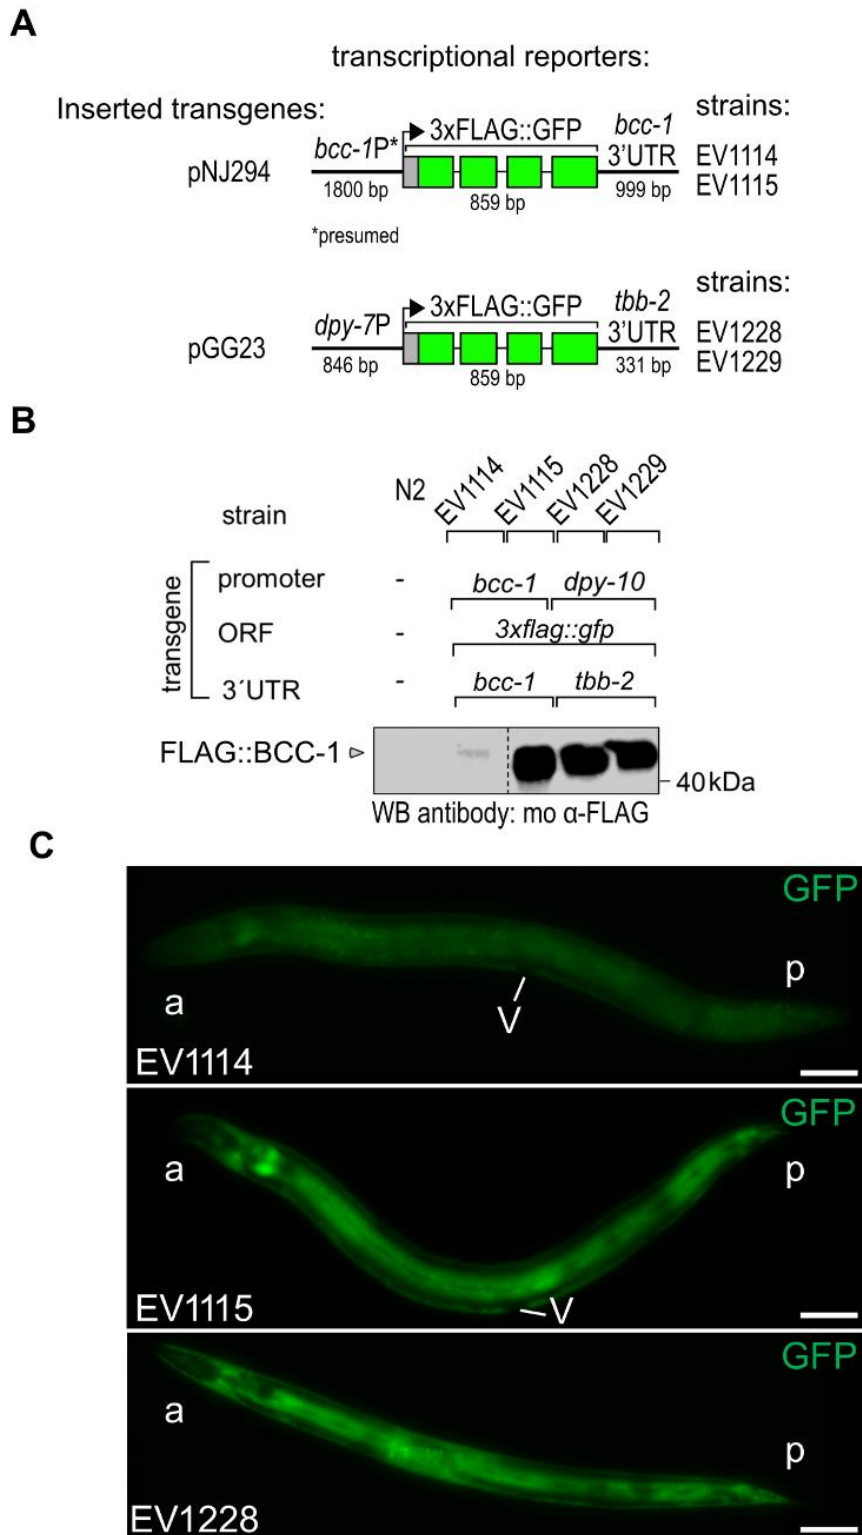 A
transcriptional reporters:
Inserted transgenes:
strains:
bcc-1P*
3xFLAG::GFP
bcc-1
3'UTR
pNJ294
EV1114
EV1115
1800 bp
859 bp
999 bp
*presumed
strains:
dpy-7P
3xFLAG::GFP
tbb-2
3'UTR
pGG23
EV1228
EV1229
846 bp
859 bp
331 bp
B
strain
N2
EV1114
EV1115
EV1228
EV1229
transgene
promoter
-
bcc-1
dpy-10
ORF
-
3xflag::gfp
3´UTR
-
bcc-1
tbb-2
FLAG::BCC-1
40kDa
WB antibody: mo α-FLAG
C
GFP
a
p
V
EV1114
GFP
a
p
V
EV1115
GFP
a
p
EV1228